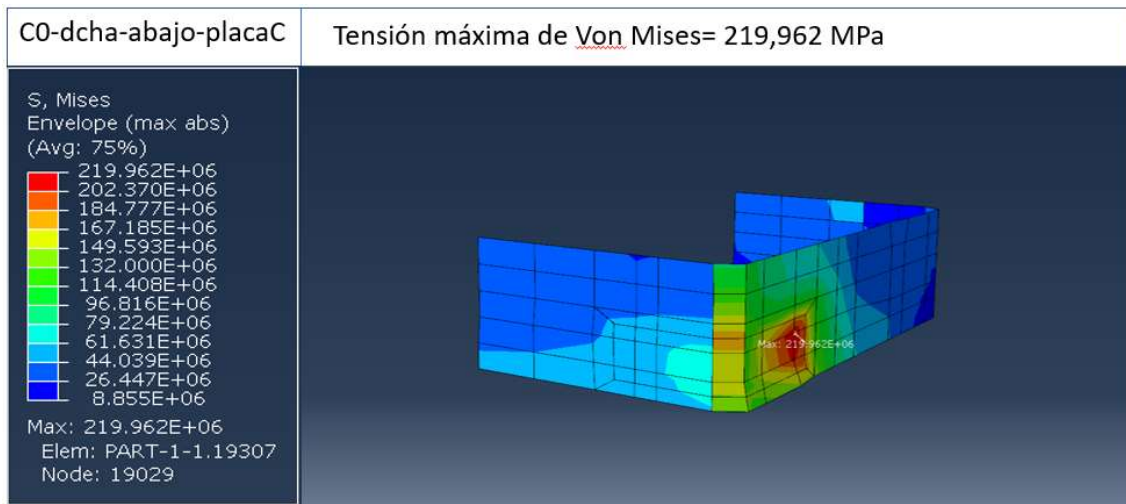 C0-dcha-abajo-placaC
Tensión máxima de Von Mises= 219,962 MPa
S, Mises
Envelope (max abs)
(Avg: 75%)
219.962E+06
202.370E+06
184.777E+06
167.185E+06
149.593E+06
132.000E+06
114.408E+06
96.816E+06
79.224E+06
61.631E+06
44.039E+06
26.447E+06
8.855E+06
Max: 219.962E+06
Elem: PART-1-1.19307
Node: 19029
Max: 219.962E+06